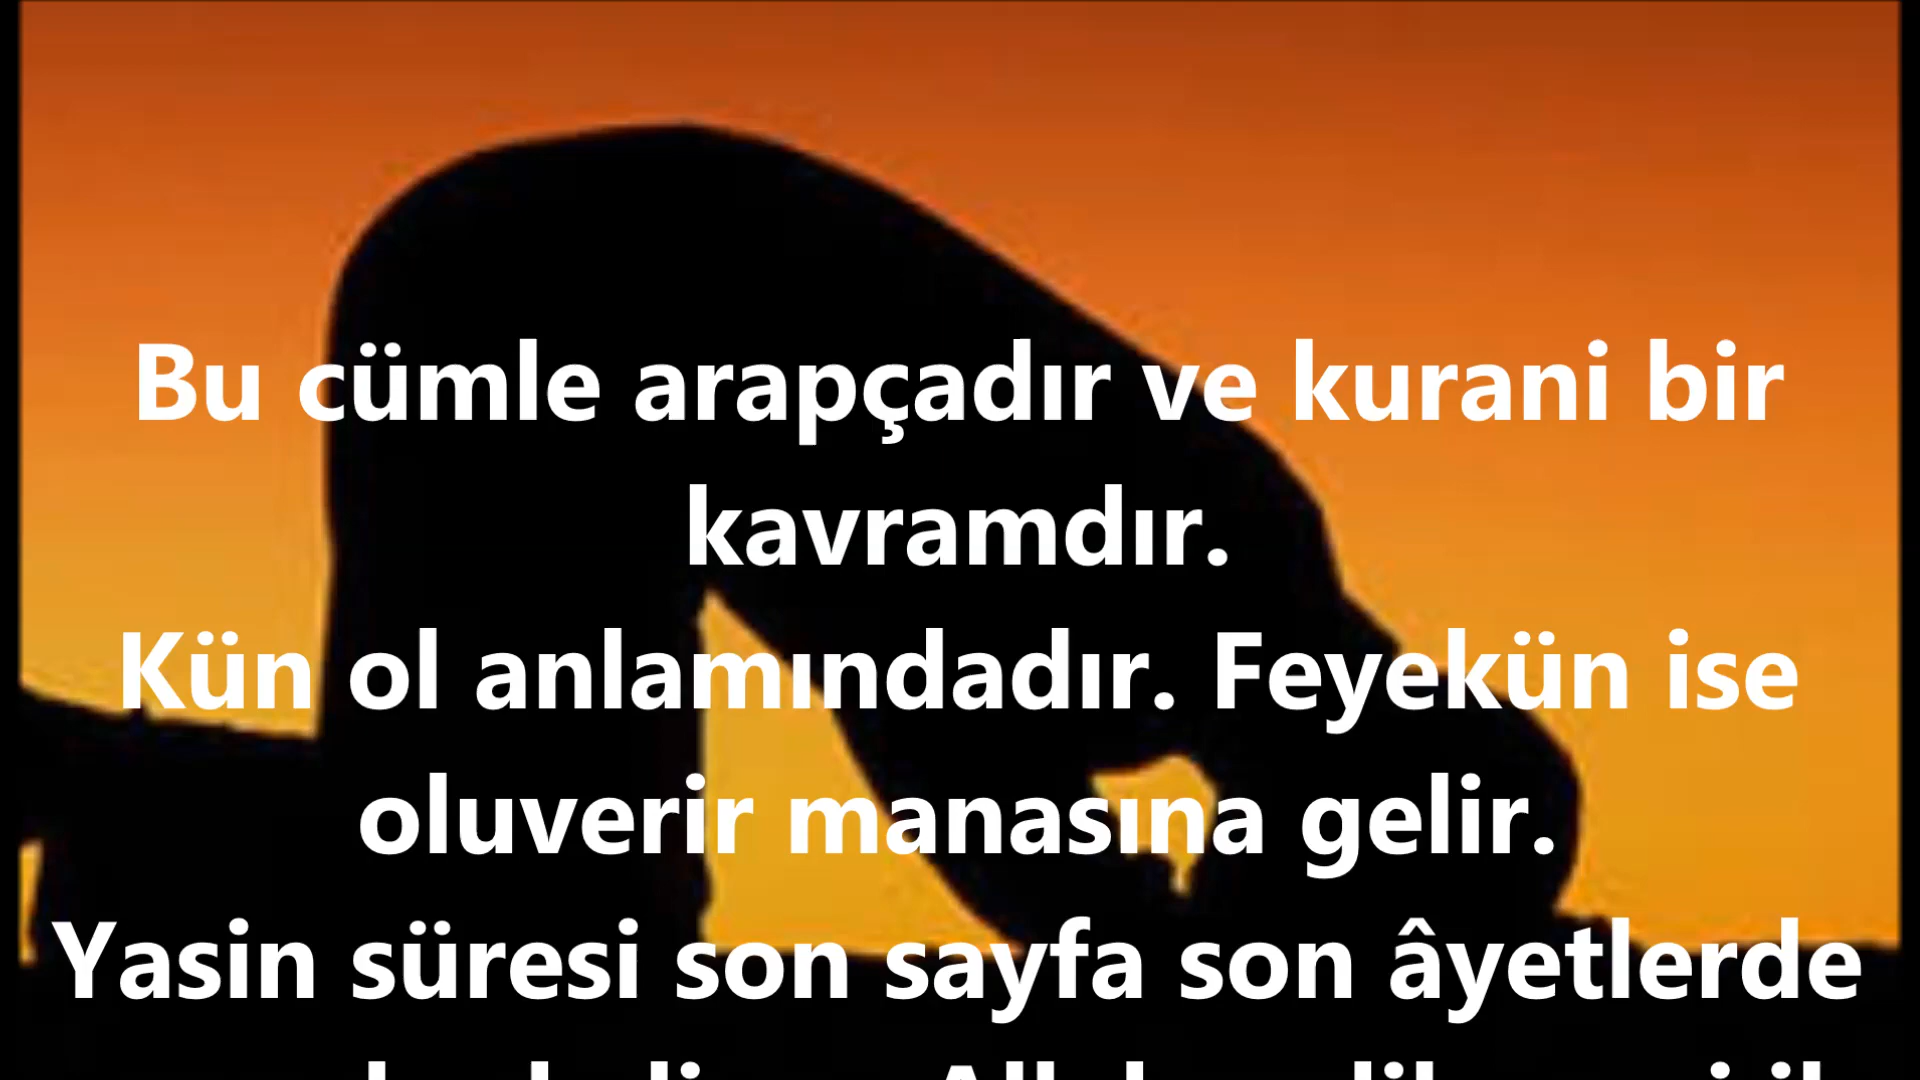 Bu cümle arapçadır ve kurani bir
kavramdır.
Kün ol anlamındadır. Feyekün ise
oluverir manasına gelir.
Yasin süresi son sayfa son âyetlerde